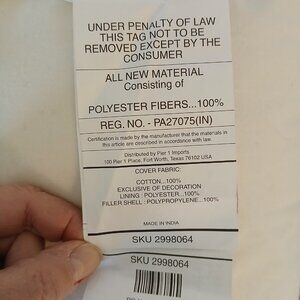 UNDER PENALTY OF LAW
THIS TAG NOT TO BE
REMOVED EXCEPT BY THE
CONSUMER
ALL NEW MATERIAL
Consisting of
POLYESTER FIBERS...100%
REG. NO. - PA27075(IN)
Certification is made by the manufacturer that the materials in
this article are described in accordance with law.
Distributed by Pier 1 Imports
100 Pier 1 Place, Fort Worth, Texas 76102 USA
COVER FABRIC:
COTTON...100%
EXCLUSIVE OF DECORATION
LINING : POLYESTER...100%
FILLER SHELL : POLYPROPYLENE...100%
MADE IN INDIA
SKU 2998064
SKU 2998064